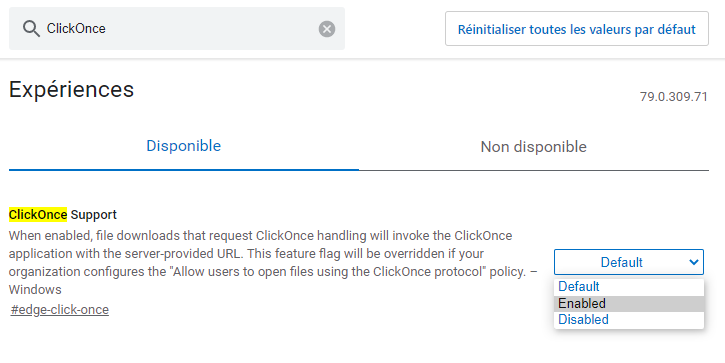 ClickOnce
Réinitialiser toutes les valeurs par défaut
Expériences
79.0.309.71
Disponible
Non disponible
ClickOnce Support
When enabled, file downloads that request ClickOnce handling will invoke the ClickOnce
application with the server-provided URL. This feature flag will be overridden if your
organization configures the "Allow users to open files using the ClickOnce protocol" policy. –
Windows
#edge-click-once
Default
Default
Enabled
Disabled